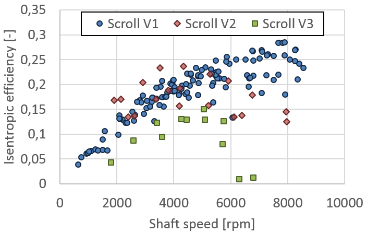 0,35
Scroll V1 Scroll V2 Scroll V3
0,3
0,25
0,2
0,15
0,1
0,05
0
Isentropic efficiency [-]
0 2000 4000 6000 8000 10000
Shaft speed [rpm]